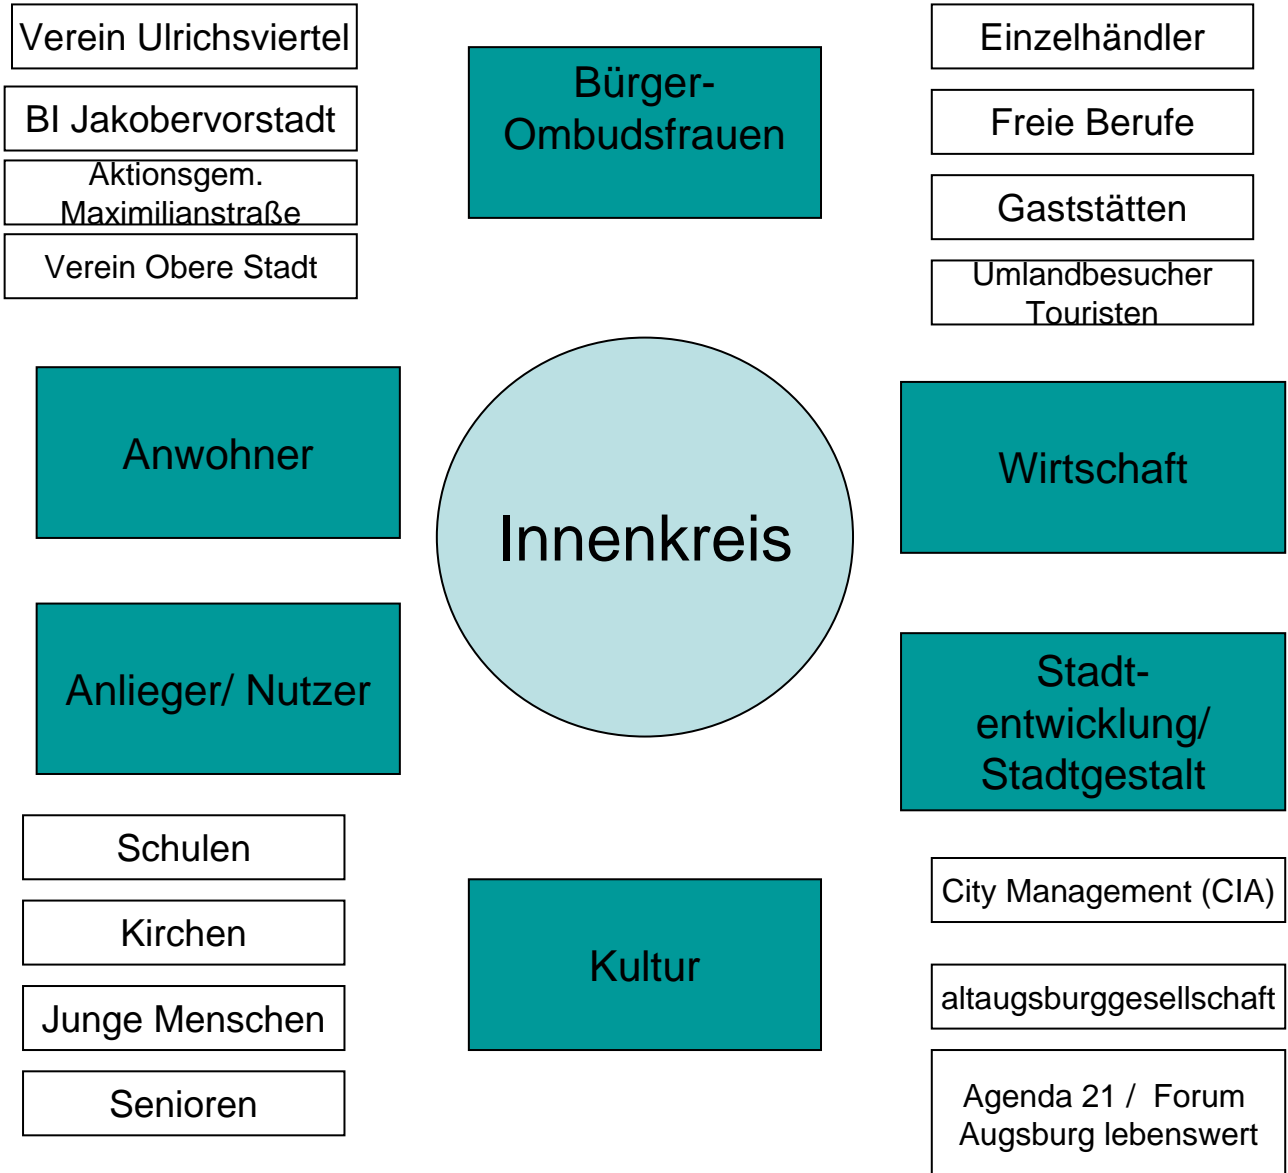 Verein Ulrichsviertel
BI Jakobervorstadt
Aktionsgem.
Maximilianstraße
Verein Obere Stadt
Bürger-
Ombudsfrauen
Einzelhändler
Freie Berufe
Gaststätten
Umlandbesucher
Touristen
Anwohner
Innenkreis
Wirtschaft
Anlieger/ Nutzer
Stadt-
entwicklung/
Stadtgestalt
Schulen
Kirchen
Junge Menschen
Senioren
Kultur
City Management (CIA)
altaugsburggesellschaft
Agenda 21 / Forum
Augsburg lebenswert